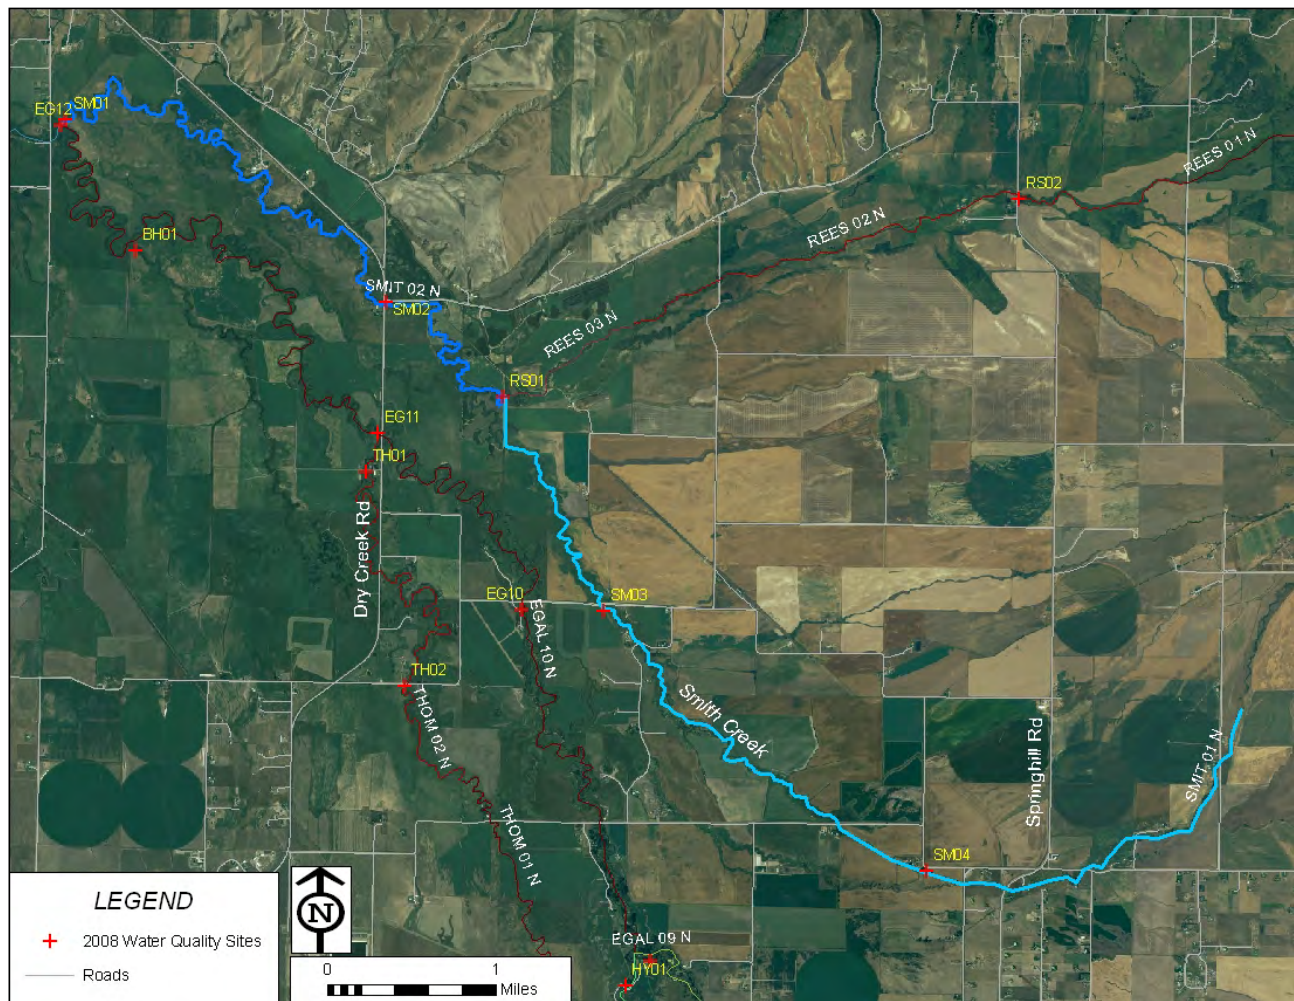 SM01
EG12
REES 01 N
RS02
REES 02 N
BH01
SMIT 02 N
SM02
REES 03 N
RS01
EG11
TH01
Dry Creek Rd
EG10
EGAL 10 N
SM03
TH02
THOM 02 N
Smith Creek
Springhill Rd
SMIT 01 N
THOM 01 N
SM04
EGAL 09 N
HY01
LEGEND
2008 Water Quality Sites
Roads
N
0 1
Miles